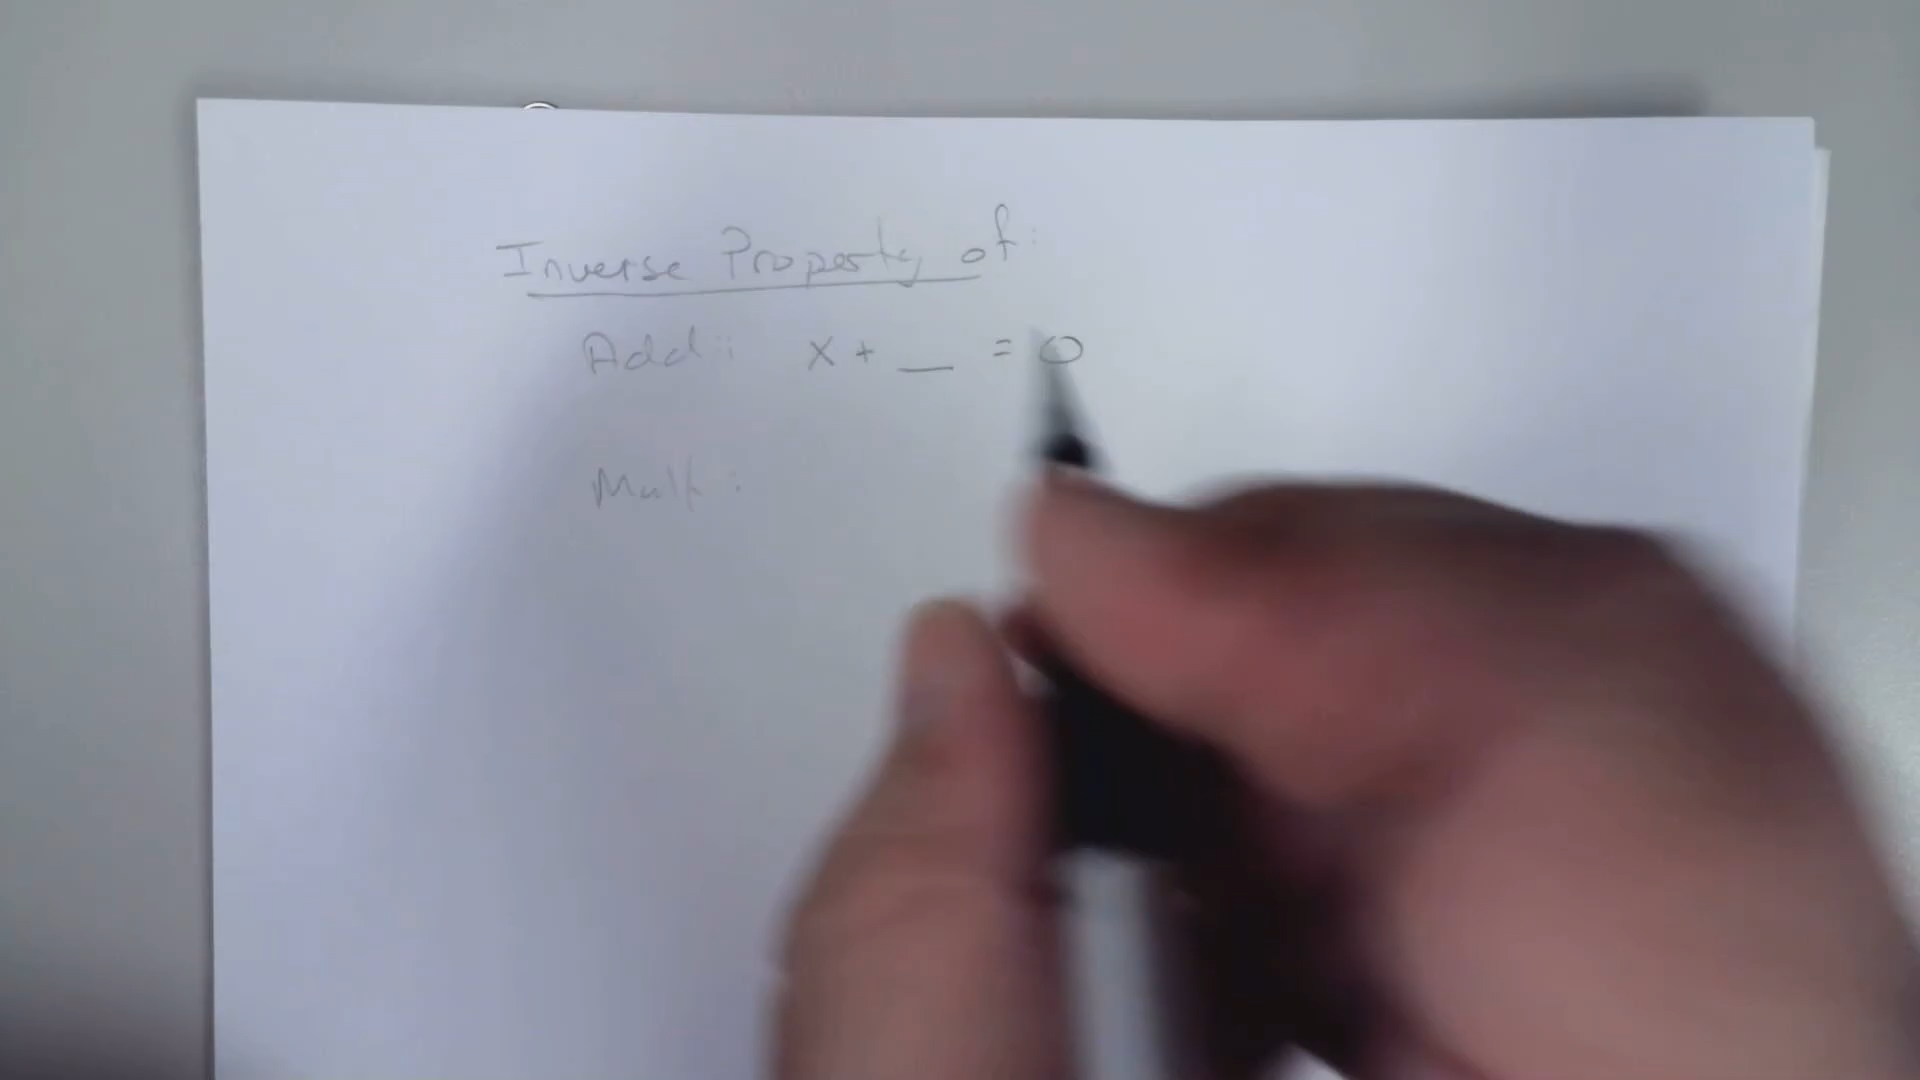 Inverse Property of:
Add: x + __ = 0
Mult: